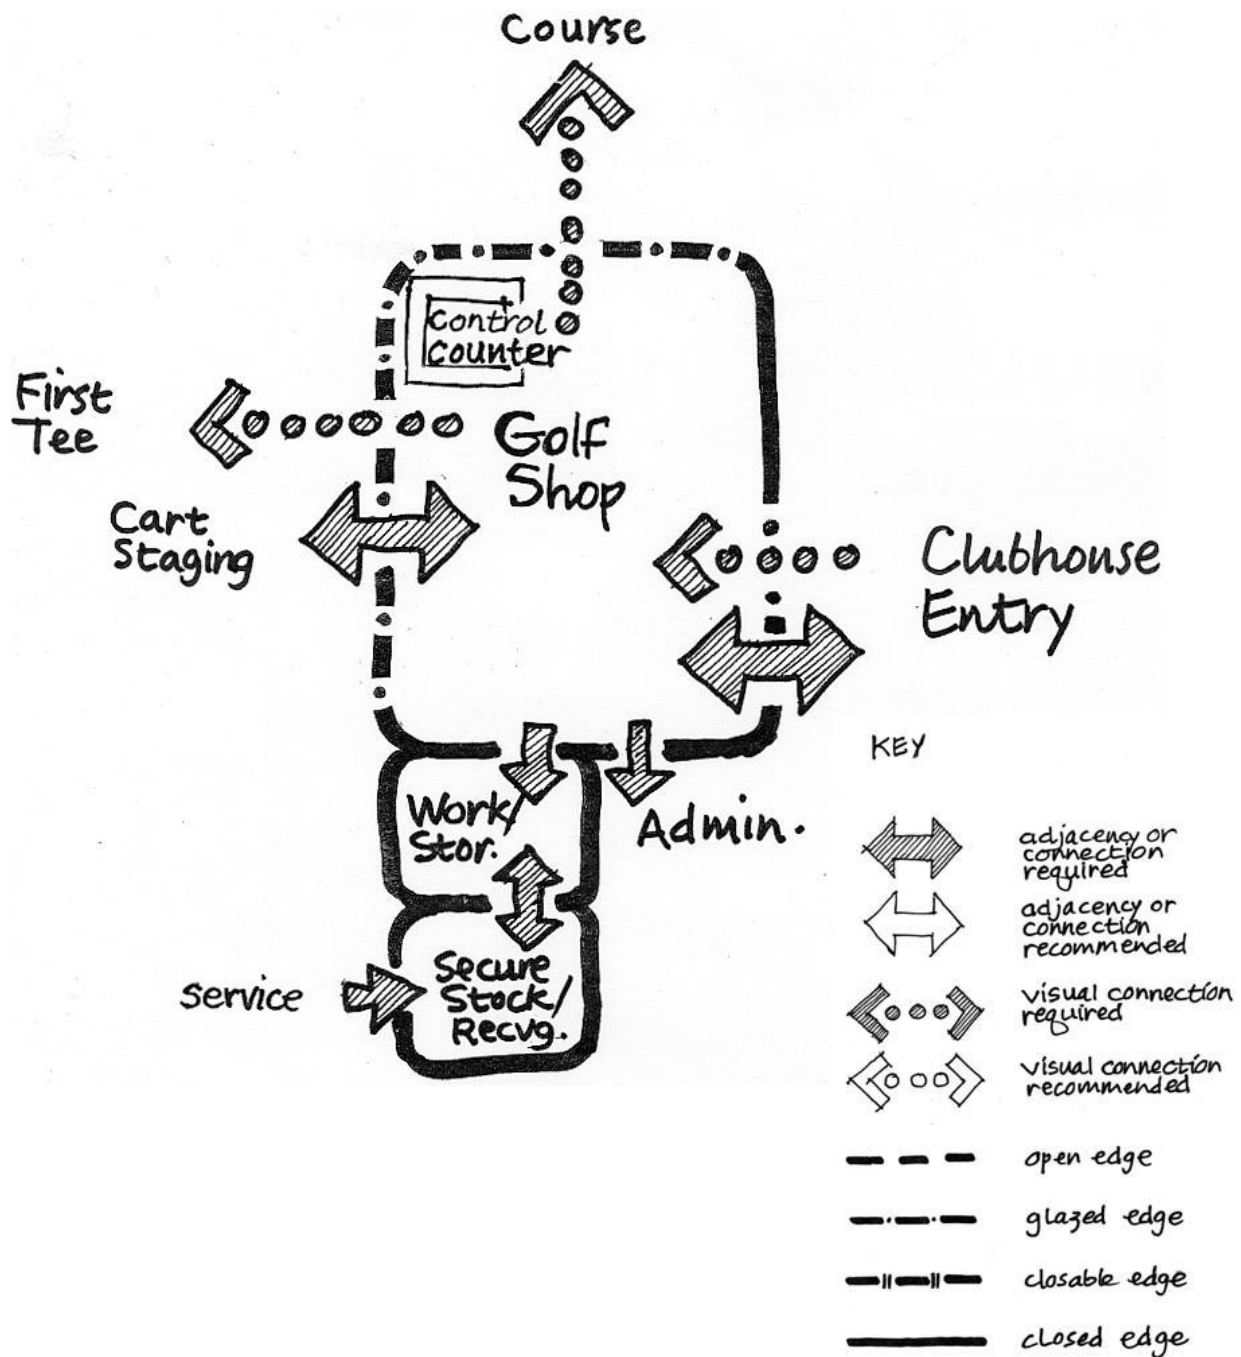 Course
Control
Counter
First
Tee
Golf
Shop
Cart
Staging
Clubhouse
Entry
Work/
Stor.
Admin.
Service
Secure
Stock/
Recvg.
KEY
adjacency or
connection
required
adjacency or
connection
recommended
visual connection
required
visual connection
recommended
open edge
glazed edge
closable edge
closed edge